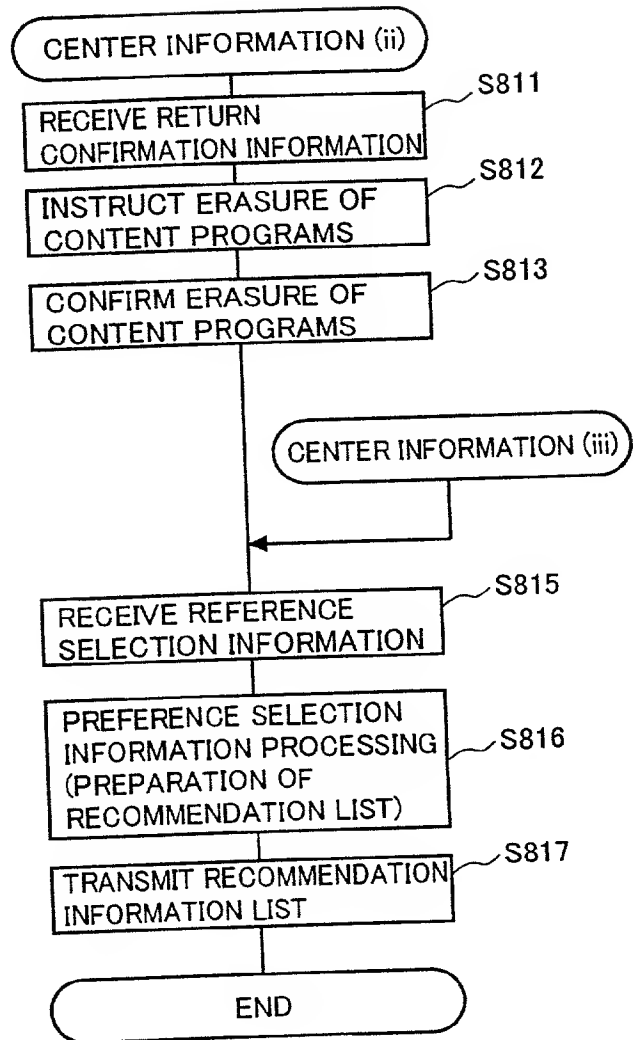 CENTER INFORMATION (ii)
S811
RECEIVE RETURN
CONFIRMATION INFORMATION
S812
INSTRUCT ERASURE OF
CONTENT PROGRAMS
S813
CONFIRM ERASURE OF
CONTENT PROGRAMS
CENTER INFORMATION (iii)
S815
RECEIVE REFERENCE
SELECTION INFORMATION
PREFERENCE SELECTION
INFORMATION PROCESSING
(PREPARATION OF
RECOMMENDATION LIST)
S816
S817
TRANSMIT RECOMMENDATION
INFORMATION LIST
END